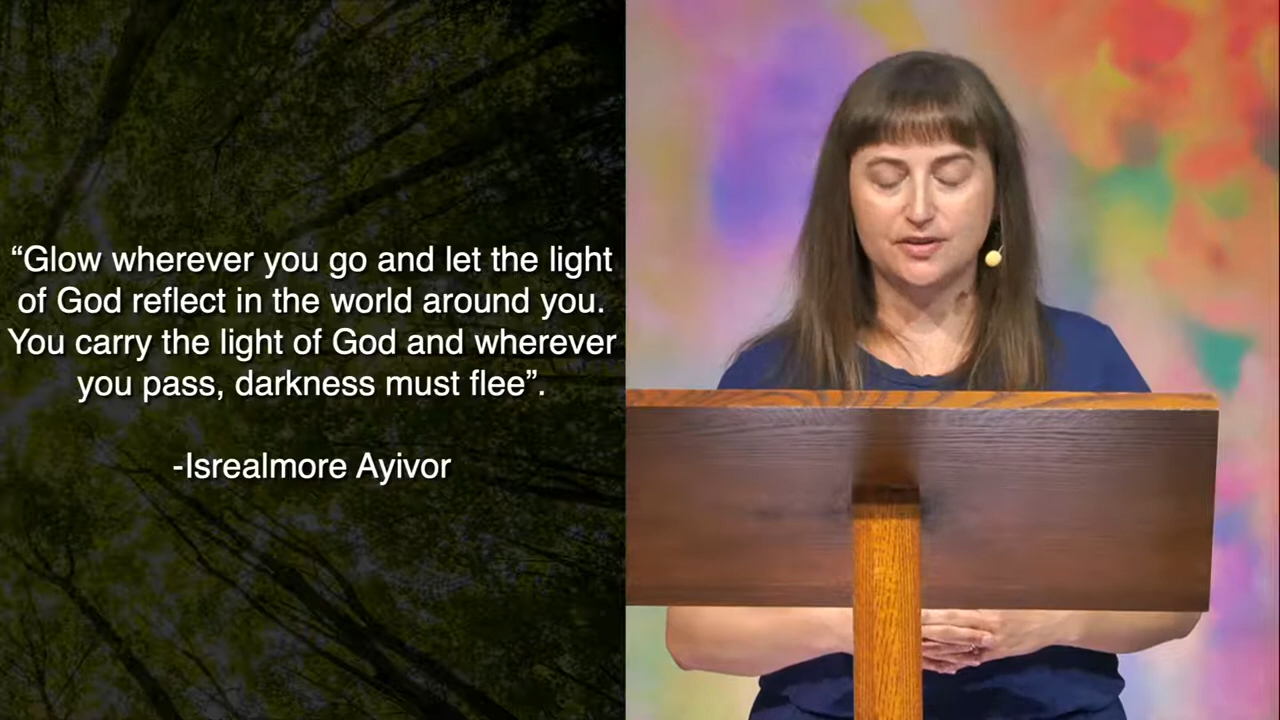 “Glow wherever you go and let the light
of God reflect in the world around you.
You carry the light of God and wherever
you pass, darkness must flee”.
-Isrealmore Ayivor